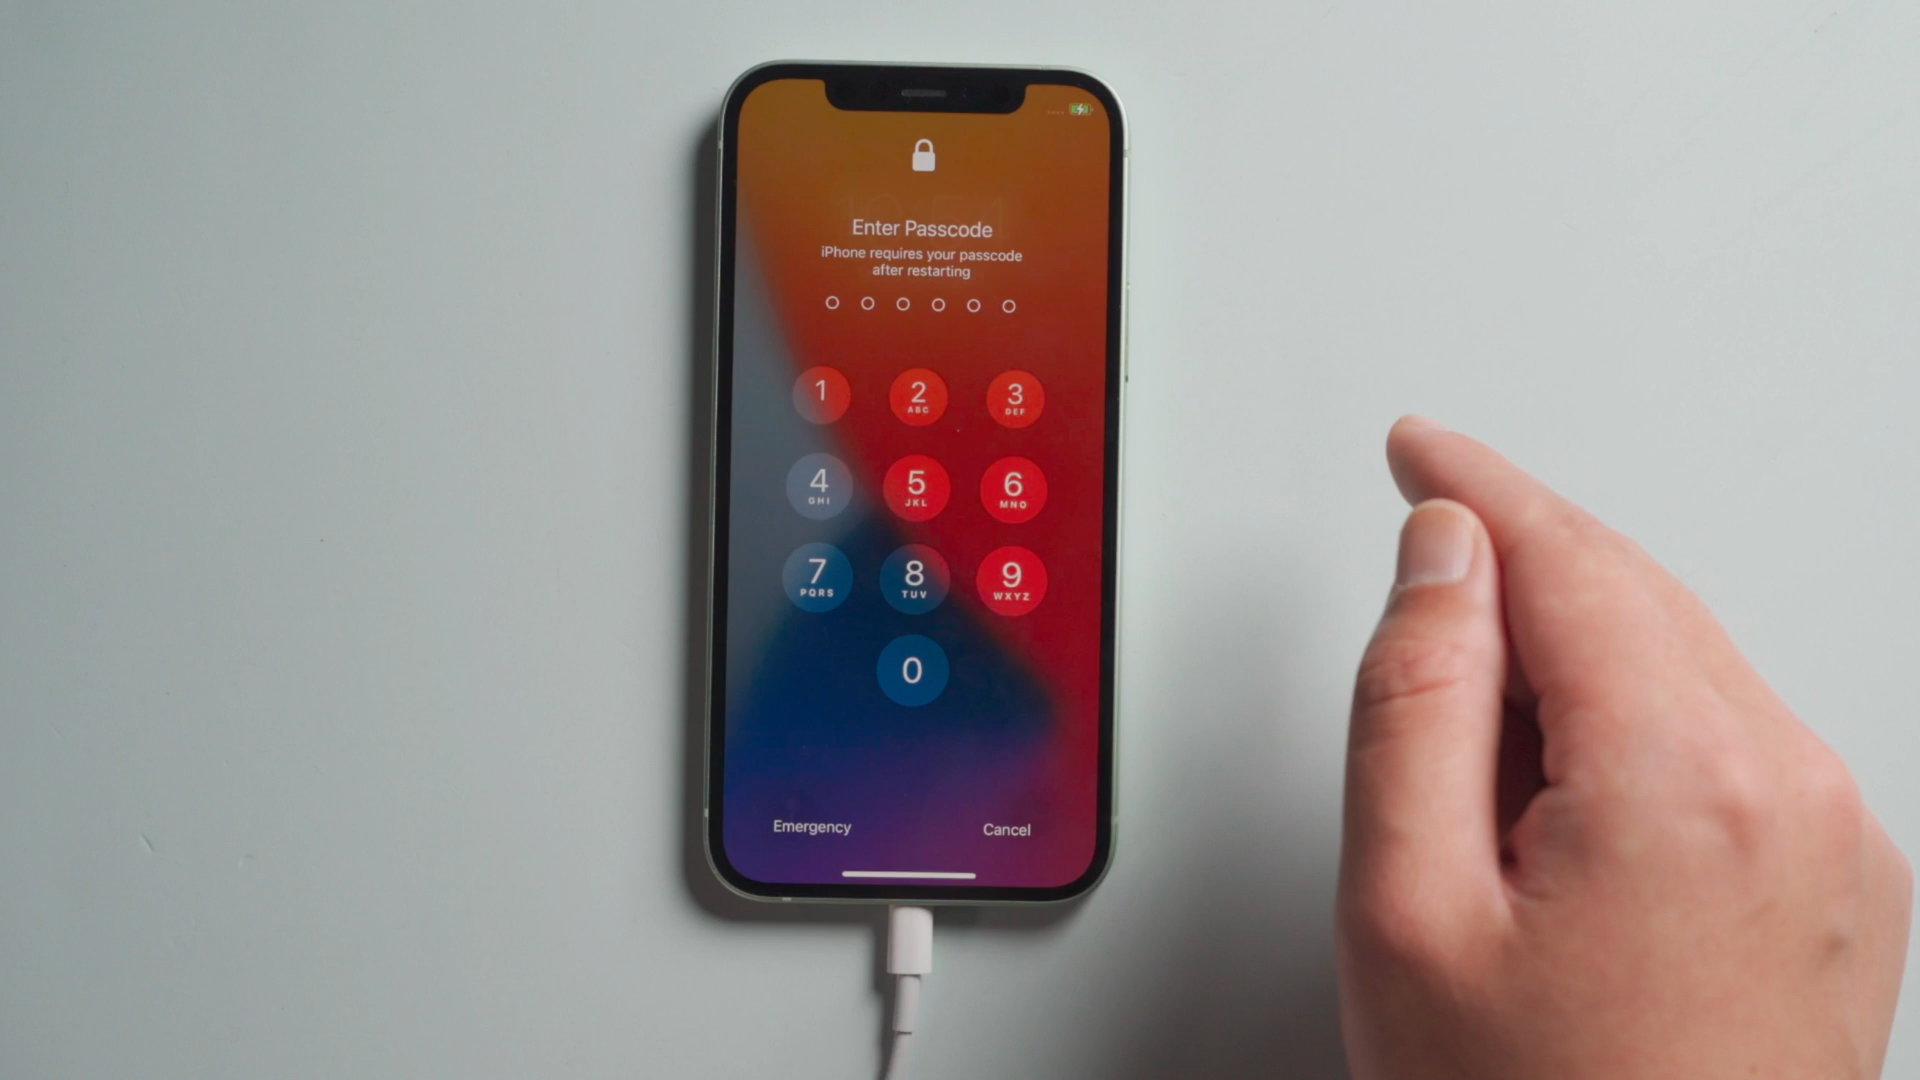 Enter Passcode
iPhone requires your passcode
after restarting
1
2
ABC
3
DEF
4
GHI
5
JKL
6
MNO
7
PQRS
8
TUV
9
WXYZ
0
Emergency
Cancel